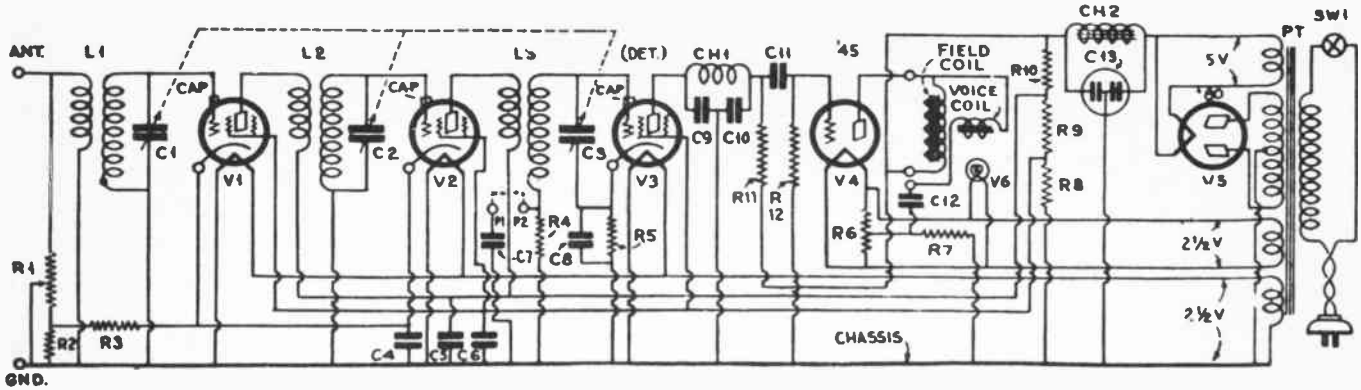 ANT.
L1
CAP
C1
V1
L2
C2
CAP
V2
L3
P1
P2
C7
R4
C3
CAP
(DET.)
V3
C8
R5
CH1
C9
C10
C11
R11
R
12
'45
V4
R6
R7
FIELD
COIL
VOICE
COIL
V6
C12
CH2
C13
R10
R9
R8
5V
80
V5
2½V
2½V
PT
SW1
R1
R2
R3
C4
C5
C6
CHASSIS
GND.